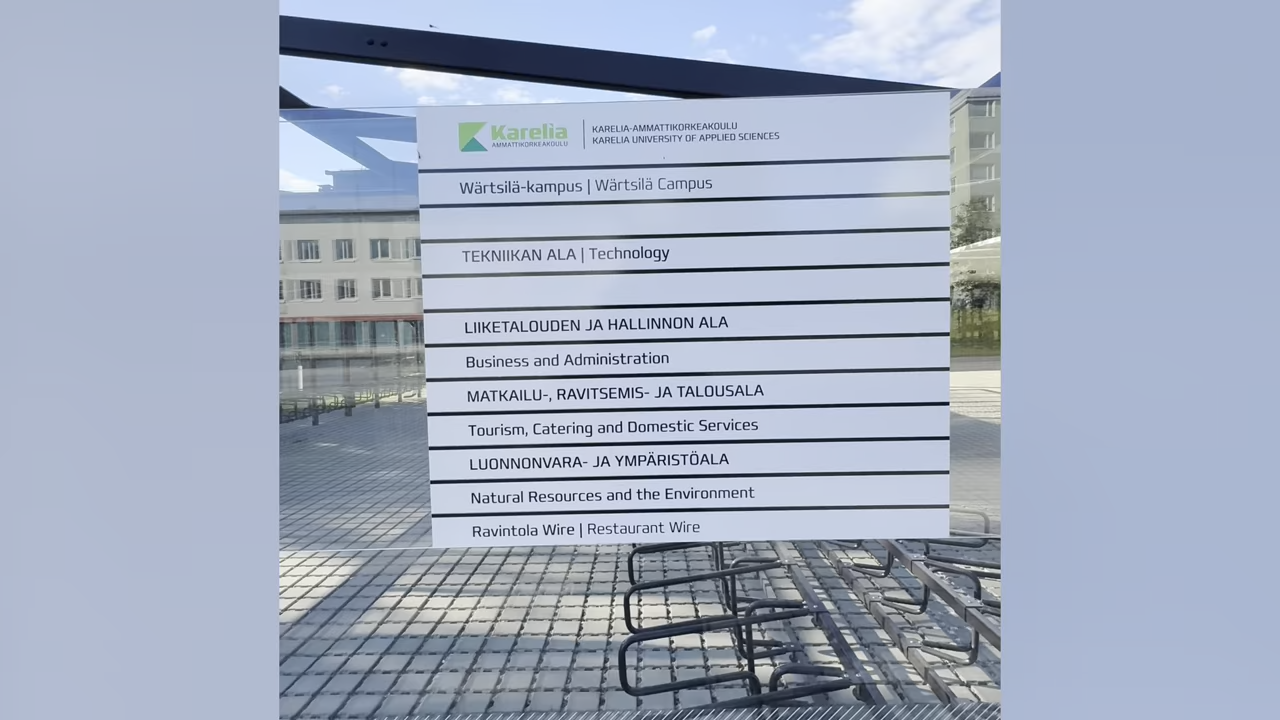 Karelia
AMMATTIKORKEAKOULU
KARELIA-AMMATTIKORKEAKOULU
KARELIA UNIVERSITY OF APPLIED SCIENCES
Wärtsilä-kampus | Wärtsilä Campus
TEKNIIKAN ALA | Technology
LIIKETALOUDEN JA HALLINNON ALA
Business and Administration
MATKAILU-, RAVITSEMIS- JA TALOUSALA
Tourism, Catering and Domestic Services
LUONNONVARA- JA YMPÄRISTÖALA
Natural Resources and the Environment
Ravintola Wire | Restaurant Wire